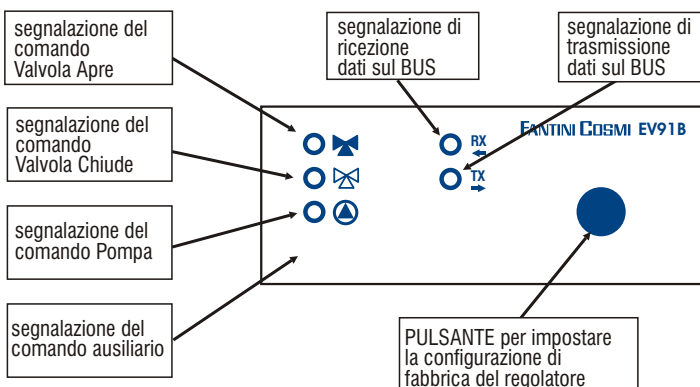 segnalazione del
comando
Valvola Apre
segnalazione di
ricezione
dati sul BUS
segnalazione di
trasmissione
dati sul BUS
segnalazione del
comando
Valvola Chiude
RX
TX
FANTINI COSMI EV91B
segnalazione del
comando Pompa
segnalazione del
comando ausiliario
PULSANTE per impostare
la configurazione di
fabbrica del regolatore